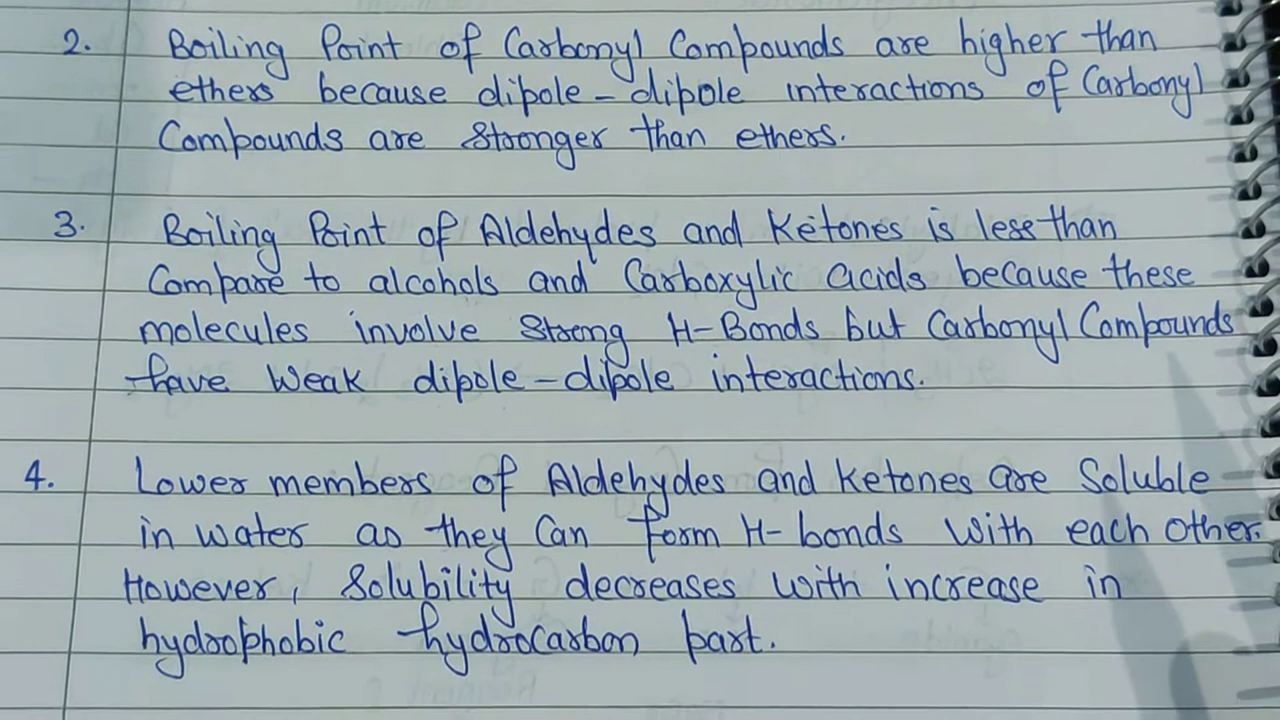 2. Boiling Point of Carbonyl Compounds are higher than
ethers because dipole-dipole interactions of Carbonyl
Compounds are Stronger than ethers.
3. Boiling Point of Aldehydes and Ketones is less than
Compare to alcohols and Carboxylic acids because these
molecules involve Strong H-Bonds but Carbonyl Compounds
have Weak dipole-dipole interactions.
4. Lower members of Aldehydes and Ketones are Soluble
in water as they Can form H-bonds With each other.
However, Solubility decreases with increase in
hydrophobic hydrocarbon part.